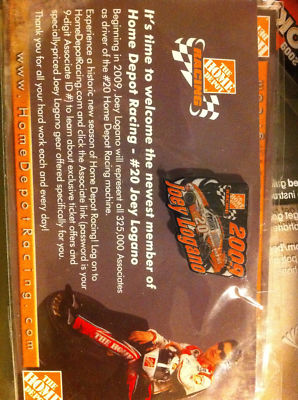 THE HOME DEPOT
RACING
It's time to welcome the newest member of
Home Depot Racing - #20 Joey Logano
Beginning in 2009, Joey Logano will represent all 325,000 Associates
as driver of the #20 Home Depot Racing machine.
Experience a historic new season of Home Depot Racing! Log on to
HomeDepotRacing.com and click the Associate link (password is your
9-digit Associate ID #) to learn about exclusive ticket offers and
specially-priced Joey Logano gear offered specifically for you.
Thank you for all your hard work each and every day!
www.HomeDepotRacing.com
2009
20
Joey Logano
THE HOME
THE HOME DEPOT